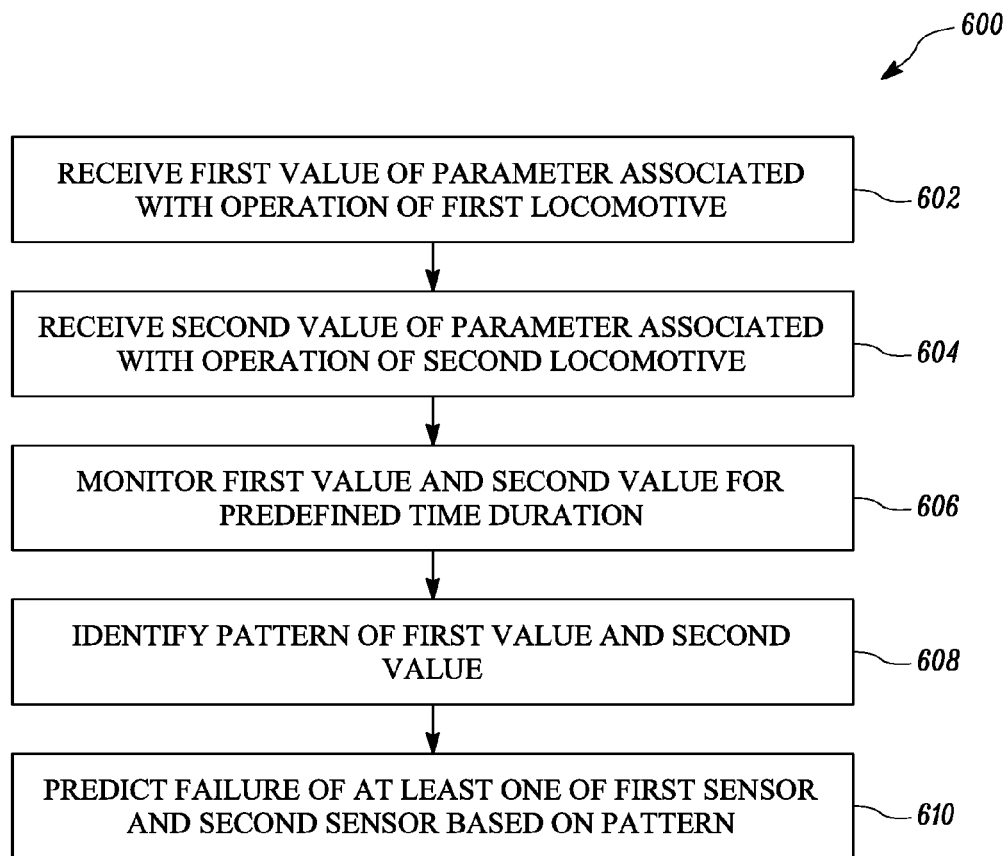 600
RECEIVE FIRST VALUE OF PARAMETER ASSOCIATED
WITH OPERATION OF FIRST LOCOMOTIVE
602
RECEIVE SECOND VALUE OF PARAMETER ASSOCIATED
WITH OPERATION OF SECOND LOCOMOTIVE
604
MONITOR FIRST VALUE AND SECOND VALUE FOR
PREDEFINED TIME DURATION
606
IDENTIFY PATTERN OF FIRST VALUE AND SECOND
VALUE
608
PREDICT FAILURE OF AT LEAST ONE OF FIRST SENSOR
AND SECOND SENSOR BASED ON PATTERN
610